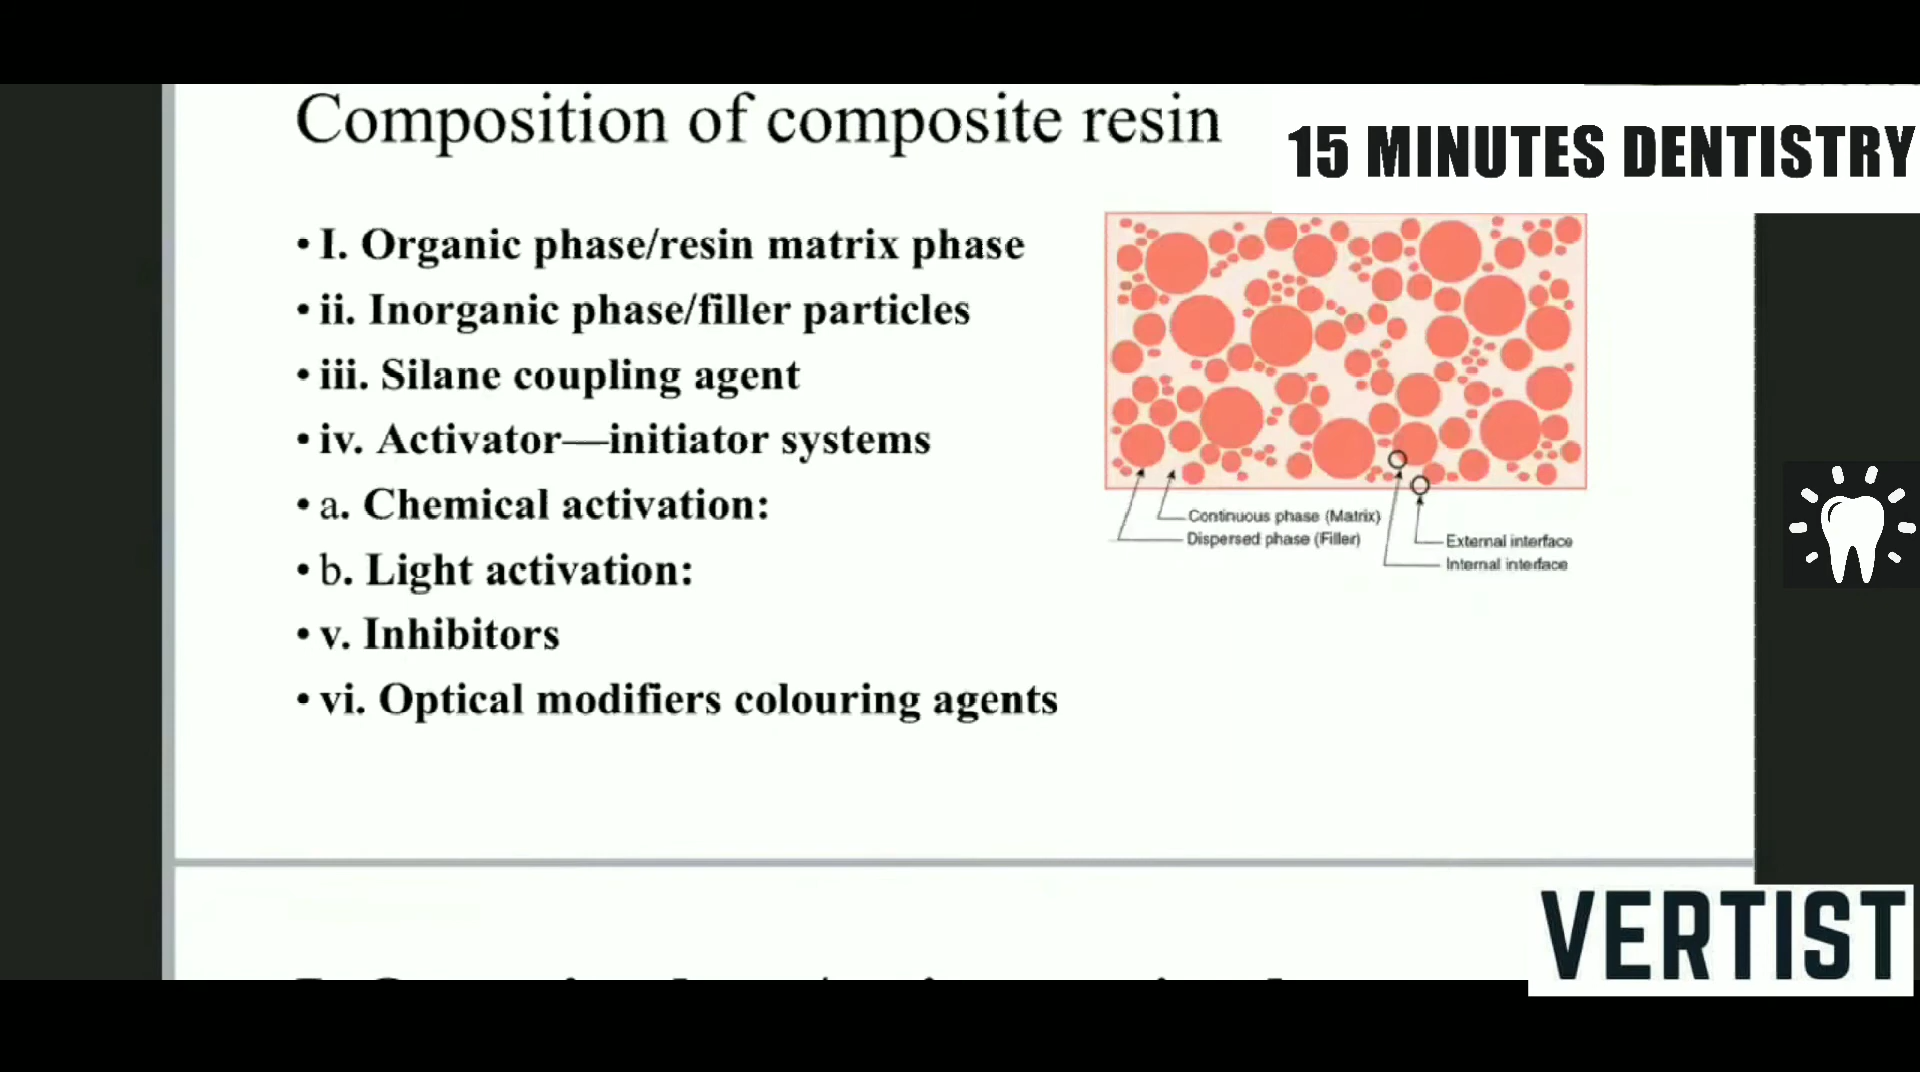 Composition of composite resin
15 MINUTES DENTISTRY
• I. Organic phase/resin matrix phase
• ii. Inorganic phase/filler particles
• iii. Silane coupling agent
• iv. Activator—initiator systems
• a. Chemical activation:
• b. Light activation:
• v. Inhibitors
• vi. Optical modifiers colouring agents
Continuous phase (Matrix)
Dispersed phase (Filler)
External interface
Internal interface
VERTIST